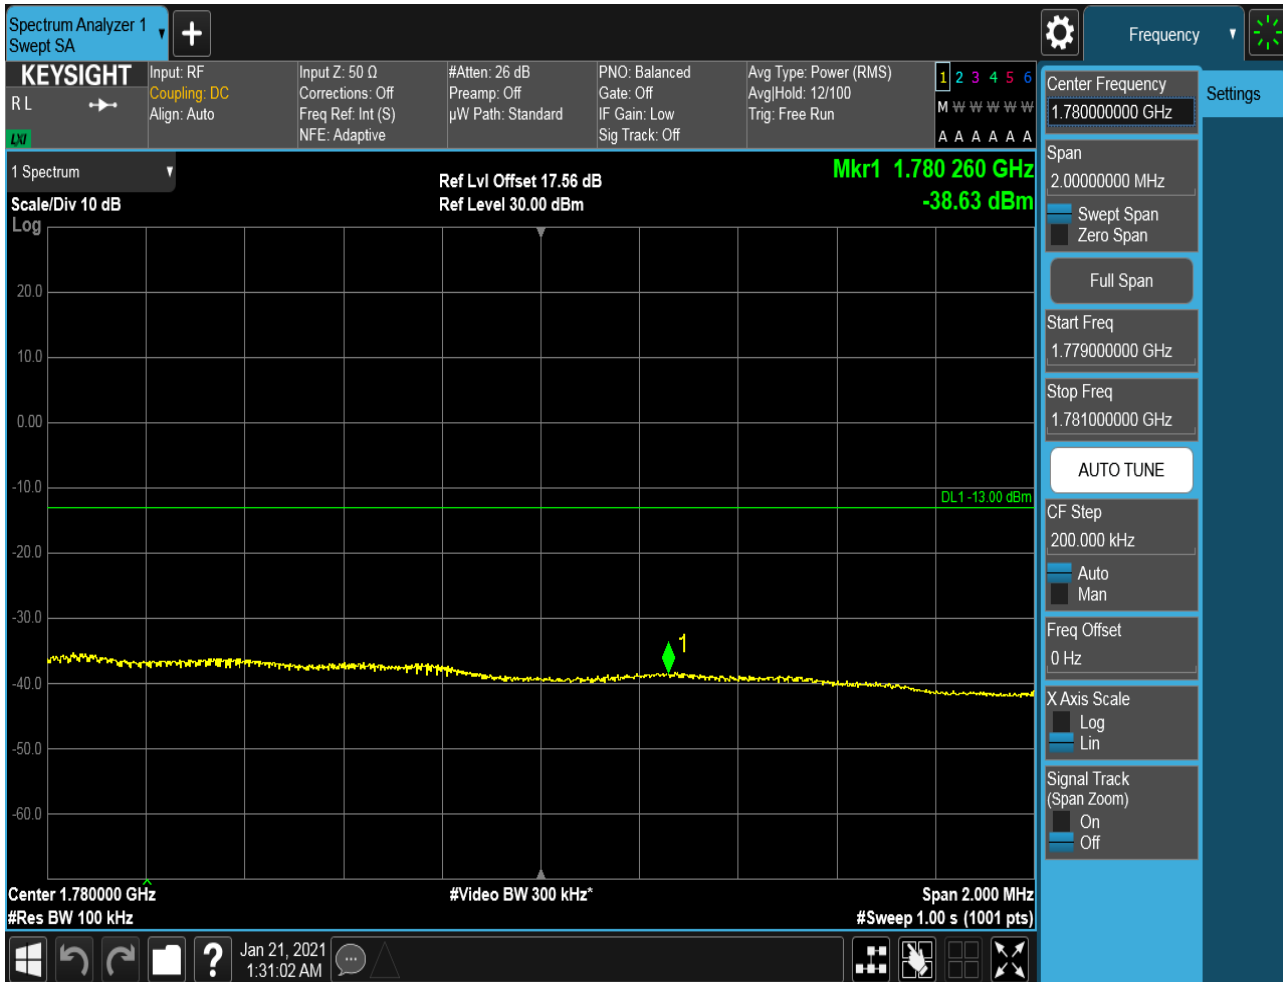 Spectrum Analyzer 1
Swept SA
Frequency
KEYSIGHT
R L
LXI
Input: RF
Coupling: DC
Align: Auto
Input Z: 50 Ω
Corrections: Off
Freq Ref: Int (S)
NFE: Adaptive
#Atten: 26 dB
Preamp: Off
µW Path: Standard
PNO: Balanced
Gate: Off
IF Gain: Low
Sig Track: Off
Avg Type: Power (RMS)
Avg|Hold: 12/100
Trig: Free Run
1 2 3 4 5 6
M W W W W W
A A A A A A
1 Spectrum
Scale/Div 10 dB
Log
Ref Lvl Offset 17.56 dB
Ref Level 30.00 dBm
Mkr1 1.780 260 GHz
-38.63 dBm
20.0
10.0
0.00
-10.0
DL1 -13.00 dBm
-20.0
-30.0
1
-40.0
-50.0
-60.0
Center 1.780000 GHz
#Video BW 300 kHz*
Span 2.000 MHz
#Res BW 100 kHz
#Sweep 1.00 s (1001 pts)
?
Jan 21, 2021
1:31:02 AM
Center Frequency
1.780000000 GHz
Settings
Span
2.00000000 MHz
Swept Span
Zero Span
Full Span
Start Freq
1.779000000 GHz
Stop Freq
1.781000000 GHz
AUTO TUNE
CF Step
200.000 kHz
Auto
Man
Freq Offset
0 Hz
X Axis Scale
Log
Lin
Signal Track
(Span Zoom)
On
Off